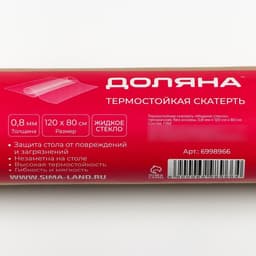 ДОЛЯНА
ТЕРМОСТОЙКАЯ СКАТЕРТЬ
0,8 мм
Толщина
120 х 80 см
Размер
ЖИДКОЕ
СТЕКЛО
• Защита стола от повреждений
и загрязнений
• Незаметна на столе
• Высокая термостойкость
• Гибкость и мягкость
WWW.SIMA-LAND.RU
Арт.: 6998966